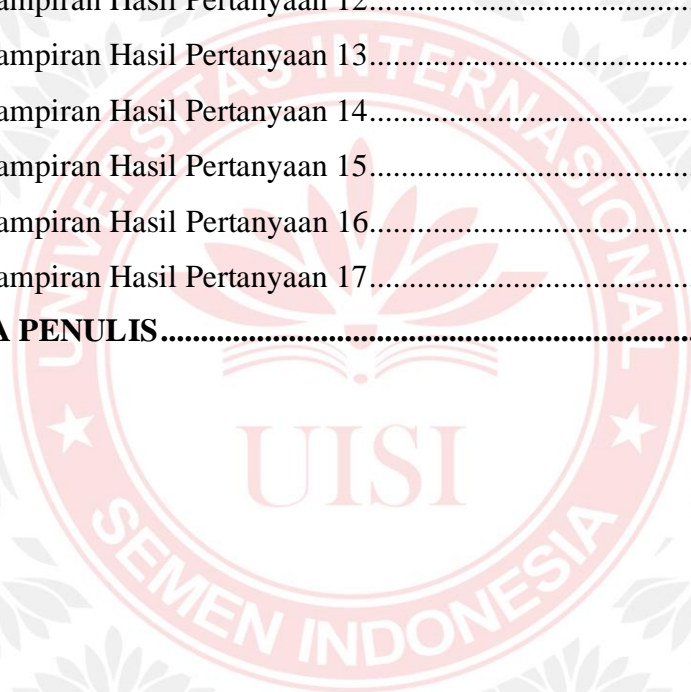 ampiran Hasil Pertanyaan 12.......................................
ampiran Hasil Pertanyaan 13.......................................
ampiran Hasil Pertanyaan 14.......................................
ampiran Hasil Pertanyaan 15.......................................
ampiran Hasil Pertanyaan 16.......................................
ampiran Hasil Pertanyaan 17.......................................
A PENULIS...................................................................
UNIVERSITAS INTERNASIONAL
UISI
SEMEN INDONESIA